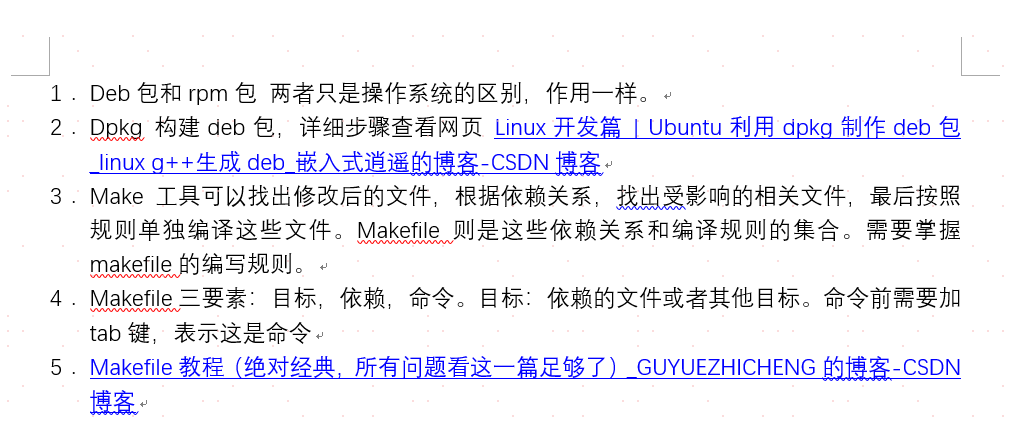 1. Deb 包和 rpm 包 两者只是操作系统的区别，作用一样。
2. Dpkg 构建 deb 包，详细步骤查看网页 Linux 开发篇 | Ubuntu 利用 dpkg 制作 deb 包
_linux g++生成 deb_嵌入式逍遥的博客-CSDN 博客
3. Make 工具可以找出修改后的文件，根据依赖关系，找出受影响的相关文件，最后按照
规则单独编译这些文件。Makefile 则是这些依赖关系和编译规则的集合。需要掌握
makefile 的编写规则。
4. Makefile 三要素：目标，依赖，命令。目标：依赖的文件或者其他目标。命令前需要加
tab 键，表示这是命令
5. Makefile 教程（绝对经典，所有问题看这一篇足够了）_GUYUEZHICHENG 的博客-CSDN
博客